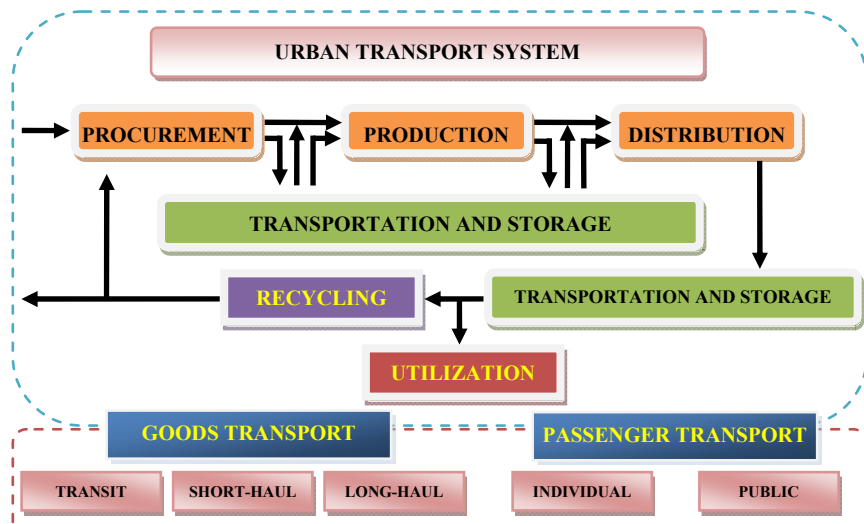 URBAN TRANSPORT SYSTEM
PROCUREMENT
PRODUCTION
DISTRIBUTION
TRANSPORTATION AND STORAGE
RECYCLING
TRANSPORTATION AND STORAGE
UTILIZATION
GOODS TRANSPORT
PASSENGER TRANSPORT
TRANSIT
SHORT-HAUL
LONG-HAUL
INDIVIDUAL
PUBLIC